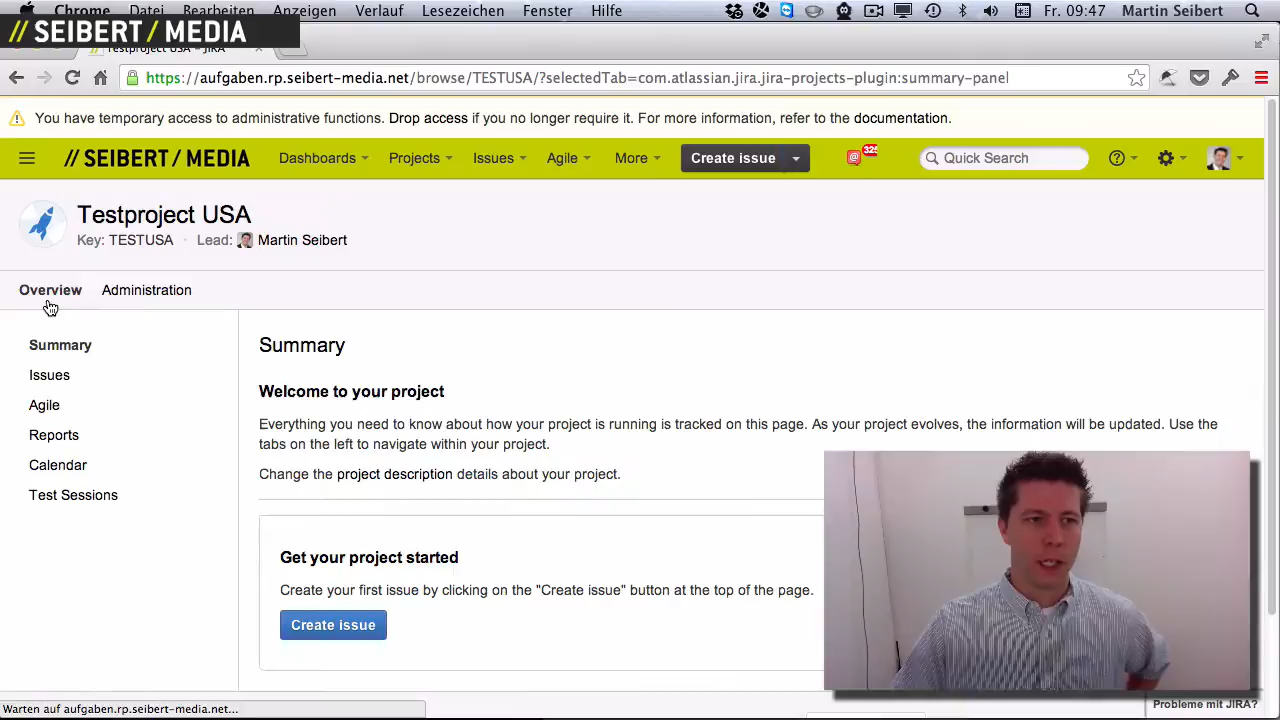 Chrome Datei Bearbeiten Anzeigen Verlauf Lesezeichen Fenster Hilfe Fr. 09:47 Martin Seibert
// SEIBERT / MEDIA
Testproject USA - JIRA
https://aufgaben.rp.seibert-media.net/browse/TESTUSA/?selectedTab=com.atlassian.jira.jira-projects-plugin:summary-panel
You have temporary access to administrative functions. Drop access if you no longer require it. For more information, refer to the documentation.
// SEIBERT / MEDIA Dashboards Projects Issues Agile More Create issue Quick Search
Testproject USA
Key: TESTUSA · Lead: Martin Seibert
Overview Administration
Summary
Issues
Agile
Reports
Calendar
Test Sessions
Summary
Welcome to your project
Everything you need to know about how your project is running is tracked on this page. As your project evolves, the information will be updated. Use the
tabs on the left to navigate within your project.
Change the project description details about your project.
Get your project started
Create your first issue by clicking on the "Create issue" button at the top of the page.
Create issue
Warten auf aufgaben.rp.seibert-media.net...
Probleme mit JIRA?